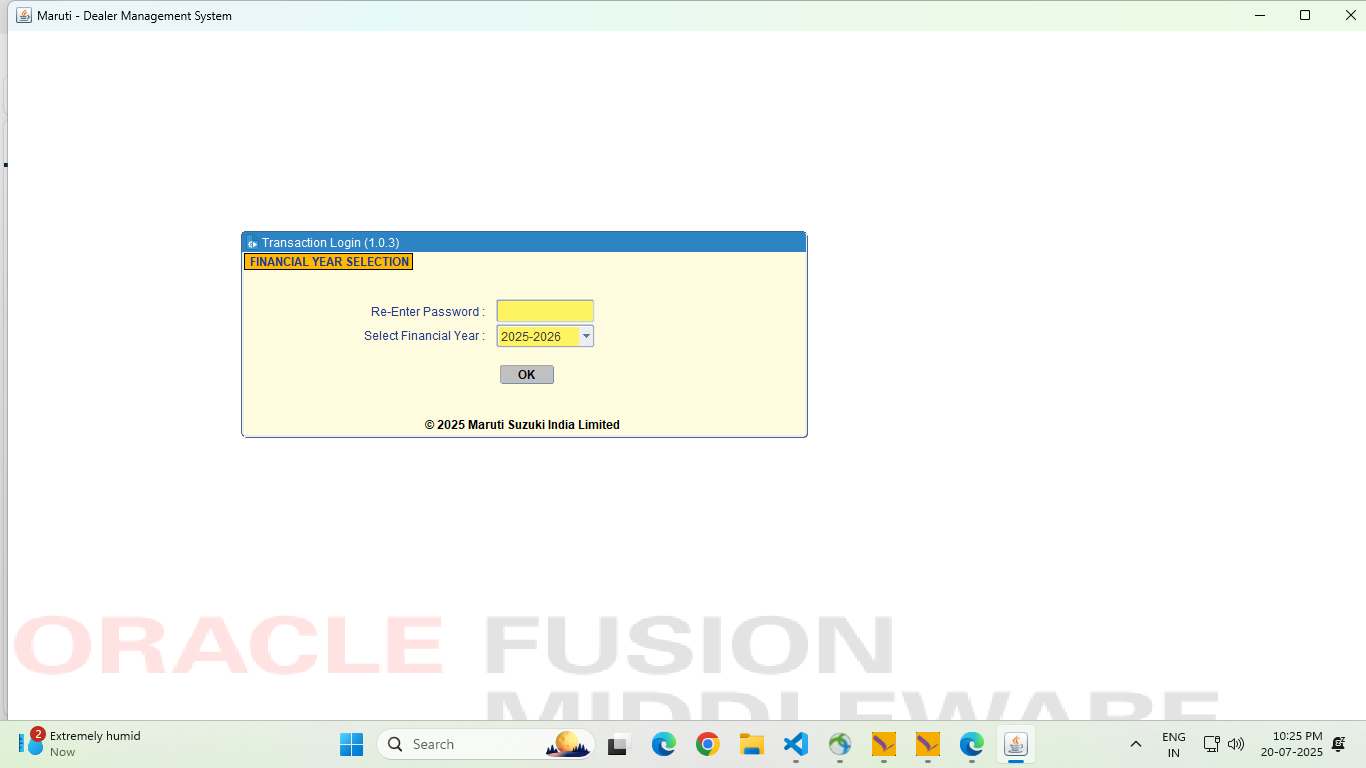 Maruti - Dealer Management System
Transaction Login (1.0.3)
FINANCIAL YEAR SELECTION
Re-Enter Password :
Select Financial Year : 2025-2026
OK
© 2025 Maruti Suzuki India Limited
ORACLE FUSION
MIDDLEWARE
2 Extremely humid
Now
Search
ENG
IN
10:25 PM
20-07-2025